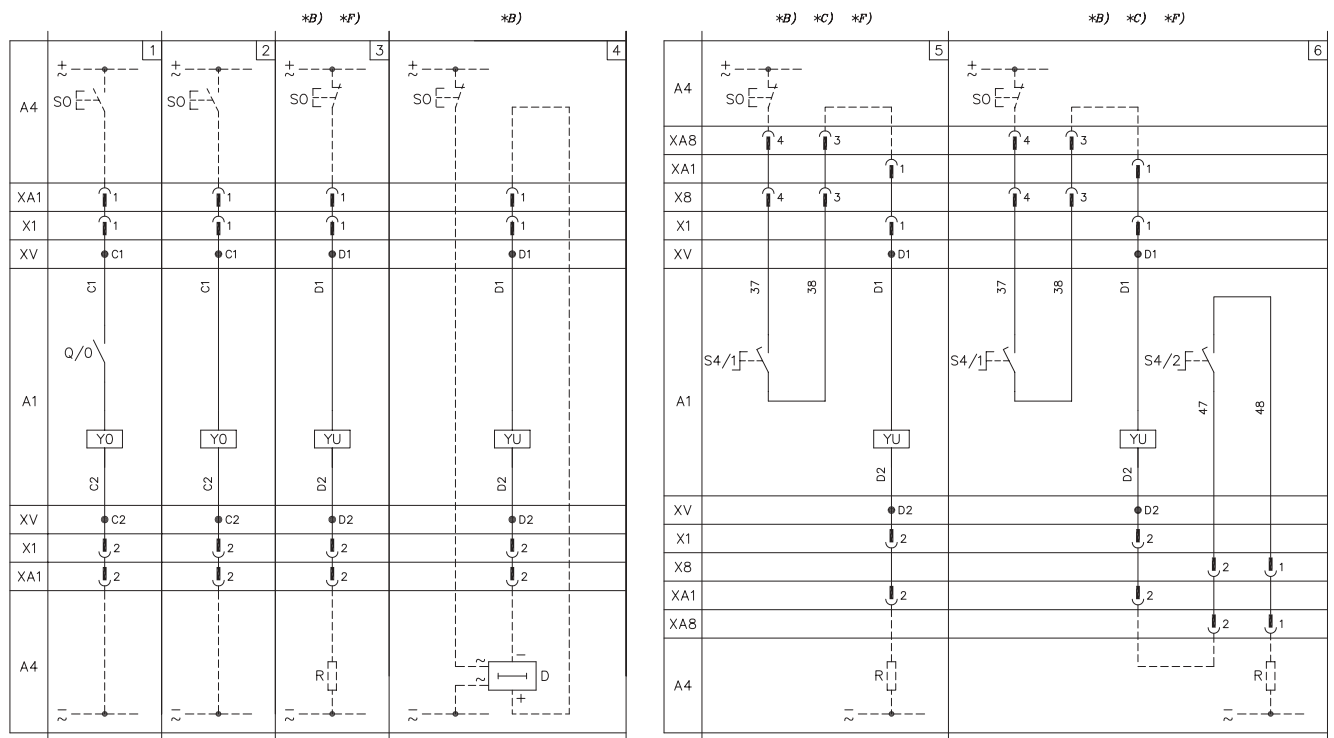 *B) *F) *B) *B) *C) *F) *B) *C) *F)
1 2 3 4 5 6
+ + + + + +
~ ~ ~ ~ ~ ~
A4 SO SO SO SO A4 SO SO
XA8 4 3 4 3
XA1 1 1 1 1 XA1 1 1
X8 4 3 4 3
X1 1 1 1 1 X1 1 1
XV C1 C1 D1 D1 XV D1 D1
C1 C1 D1 D1 37 38 D1 37 38 D1
Q/0 S4/1 S4/1 S4/2
A1 A1 47 48
YO YO YU YU YU YU
C2 C2 D2 D2 D2 D2
XV C2 C2 D2 D2 XV D2 D2
X1 2 2 2 2 X1 2 2
X8 2 1
XA1 2 2 2 2 XA1 2 2
XA8 2 1
A4 R ~ ~ − + D A4 R R
− − − − − −
~ ~ ~ ~ ~ ~